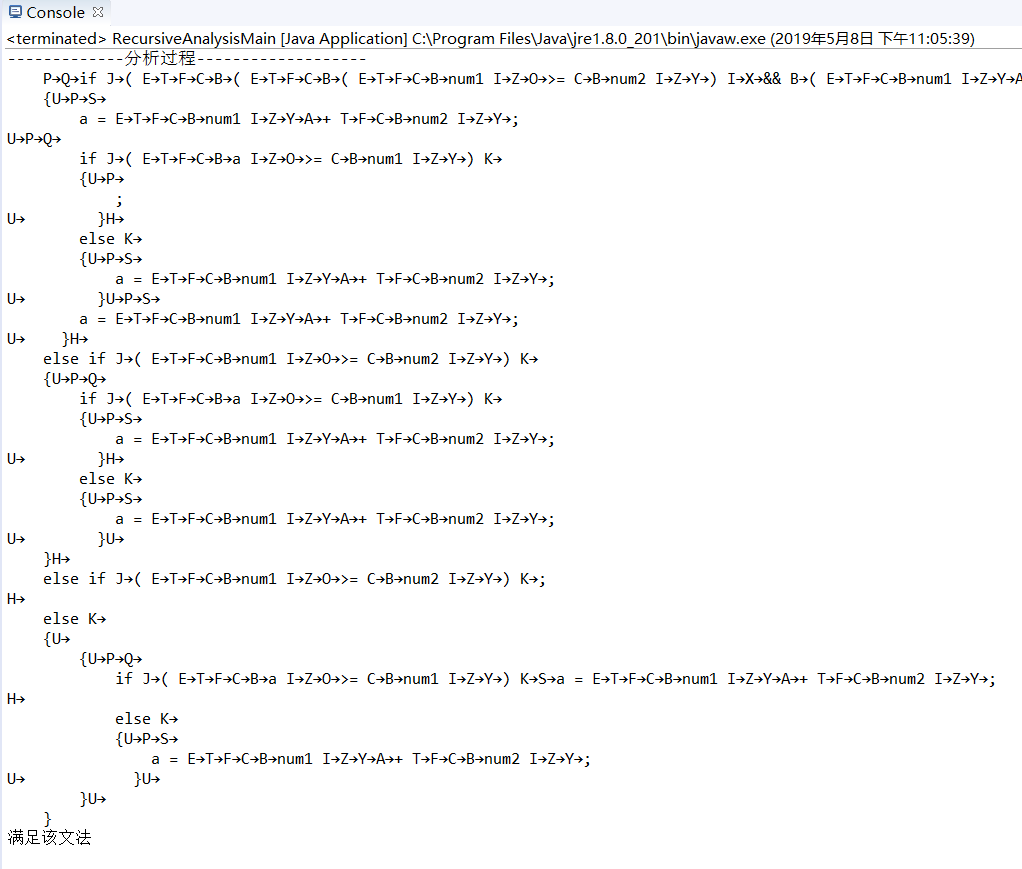 Console
<terminated> RecursiveAnalysisMain [Java Application] C:\Program Files\Java\jre1.8.0_201\bin\javaw.exe (2019年5月8日 下午11:05:39)
-------------分析过程-------------------
    P→Q→if J→( E→T→F→C→B→( E→T→F→C→B→( E→T→F→C→B→num1 I→Z→O→>= C→B→num2 I→Z→Y→) I→X→&& B→( E→T→F→C→B→num1 I→Z→Y→A
    {U→P→S→
        a = E→T→F→C→B→num1 I→Z→Y→A→+ T→F→C→B→num2 I→Z→Y→;
U→P→Q→
        if J→( E→T→F→C→B→a I→Z→O→>= C→B→num1 I→Z→Y→) K→
        {U→P→
            ;
U→        }H→
        else K→
        {U→P→S→
            a = E→T→F→C→B→num1 I→Z→Y→A→+ T→F→C→B→num2 I→Z→Y→;
U→        }U→P→S→
        a = E→T→F→C→B→num1 I→Z→Y→A→+ T→F→C→B→num2 I→Z→Y→;
U→    }H→
    else if J→( E→T→F→C→B→num1 I→Z→O→>= C→B→num2 I→Z→Y→) K→
    {U→P→Q→
        if J→( E→T→F→C→B→a I→Z→O→>= C→B→num1 I→Z→Y→) K→
        {U→P→S→
            a = E→T→F→C→B→num1 I→Z→Y→A→+ T→F→C→B→num2 I→Z→Y→;
U→        }H→
        else K→
        {U→P→S→
            a = E→T→F→C→B→num1 I→Z→Y→A→+ T→F→C→B→num2 I→Z→Y→;
U→        }U→
    }H→
    else if J→( E→T→F→C→B→num1 I→Z→O→>= C→B→num2 I→Z→Y→) K→;
H→
    else K→
    {U→
        {U→P→Q→
            if J→( E→T→F→C→B→a I→Z→O→>= C→B→num1 I→Z→Y→) K→S→a = E→T→F→C→B→num1 I→Z→Y→A→+ T→F→C→B→num2 I→Z→Y→;
H→
            else K→
            {U→P→S→
                a = E→T→F→C→B→num1 I→Z→Y→A→+ T→F→C→B→num2 I→Z→Y→;
U→            }U→
        }U→
    }
满足该文法